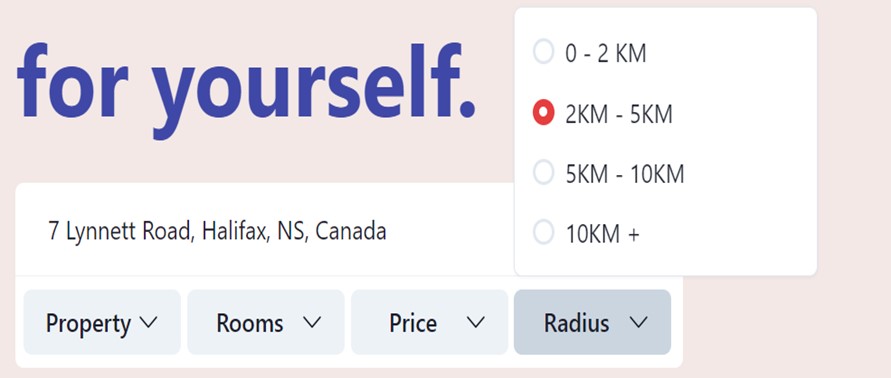 for yourself.
0 - 2 KM
2KM - 5KM
5KM - 10KM
10KM +
7 Lynnett Road, Halifax, NS, Canada
Property
Rooms
Price
Radius